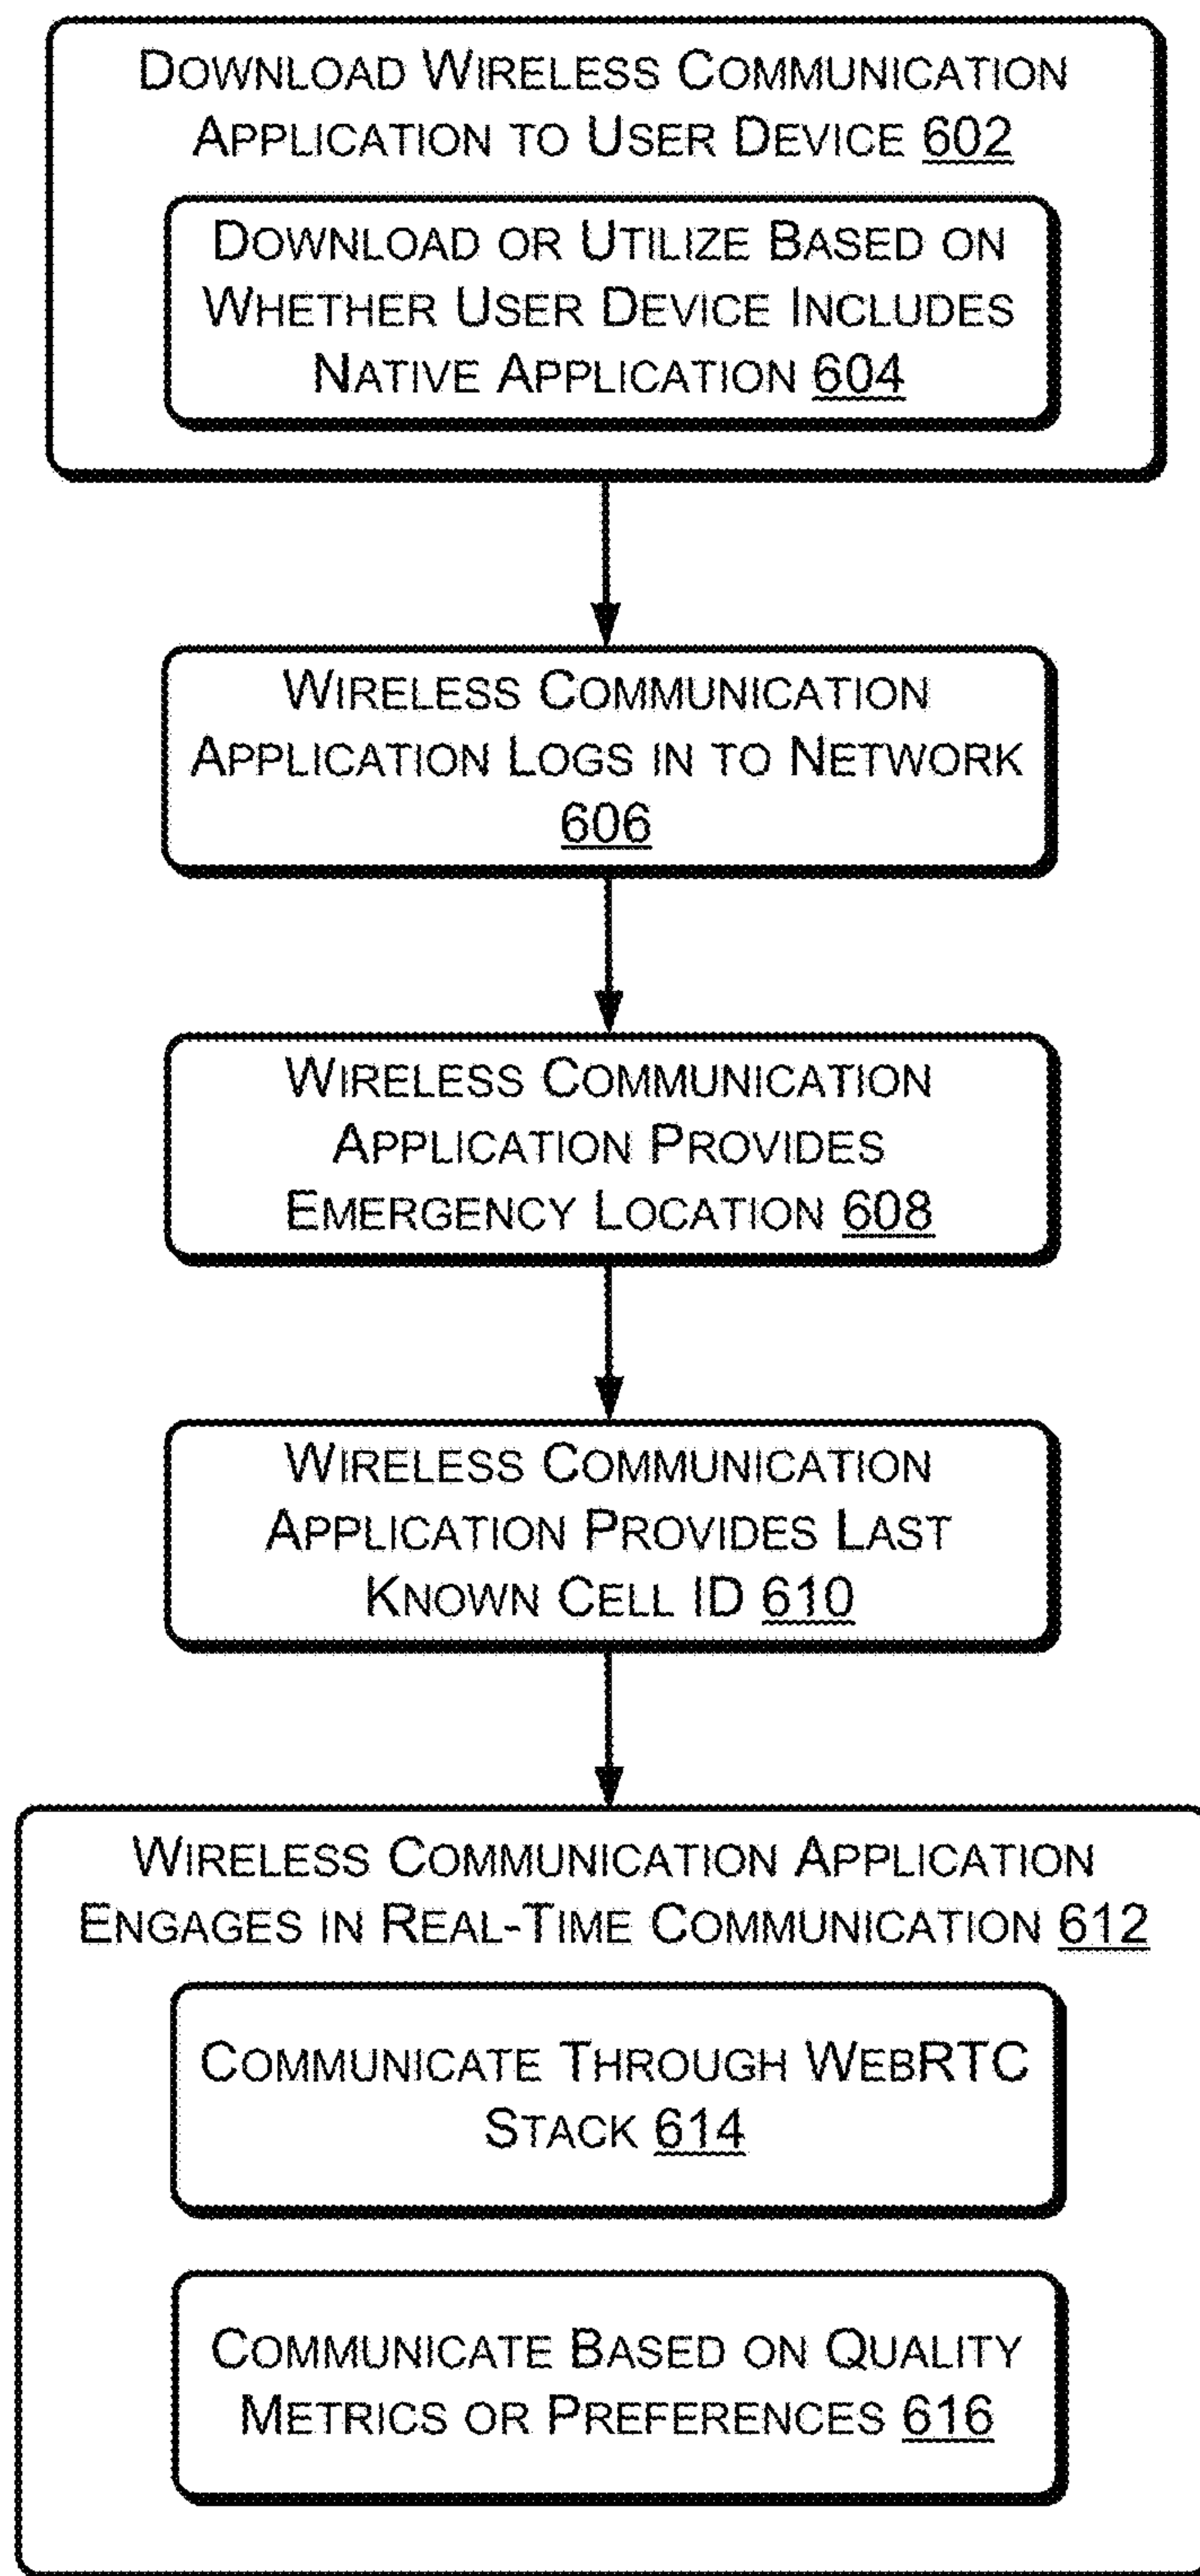 DOWNLOAD WIRELESS COMMUNICATION
APPLICATION TO USER DEVICE 602
DOWNLOAD OR UTILIZE BASED ON
WHETHER USER DEVICE INCLUDES
NATIVE APPLICATION 604
WIRELESS COMMUNICATION
APPLICATION LOGS IN TO NETWORK
606
WIRELESS COMMUNICATION
APPLICATION PROVIDES
EMERGENCY LOCATION 608
WIRELESS COMMUNICATION
APPLICATION PROVIDES LAST
KNOWN CELL ID 610
WIRELESS COMMUNICATION APPLICATION
ENGAGES IN REAL-TIME COMMUNICATION 612
COMMUNICATE THROUGH WEBRTC
STACK 614
COMMUNICATE BASED ON QUALITY
METRICS OR PREFERENCES 616